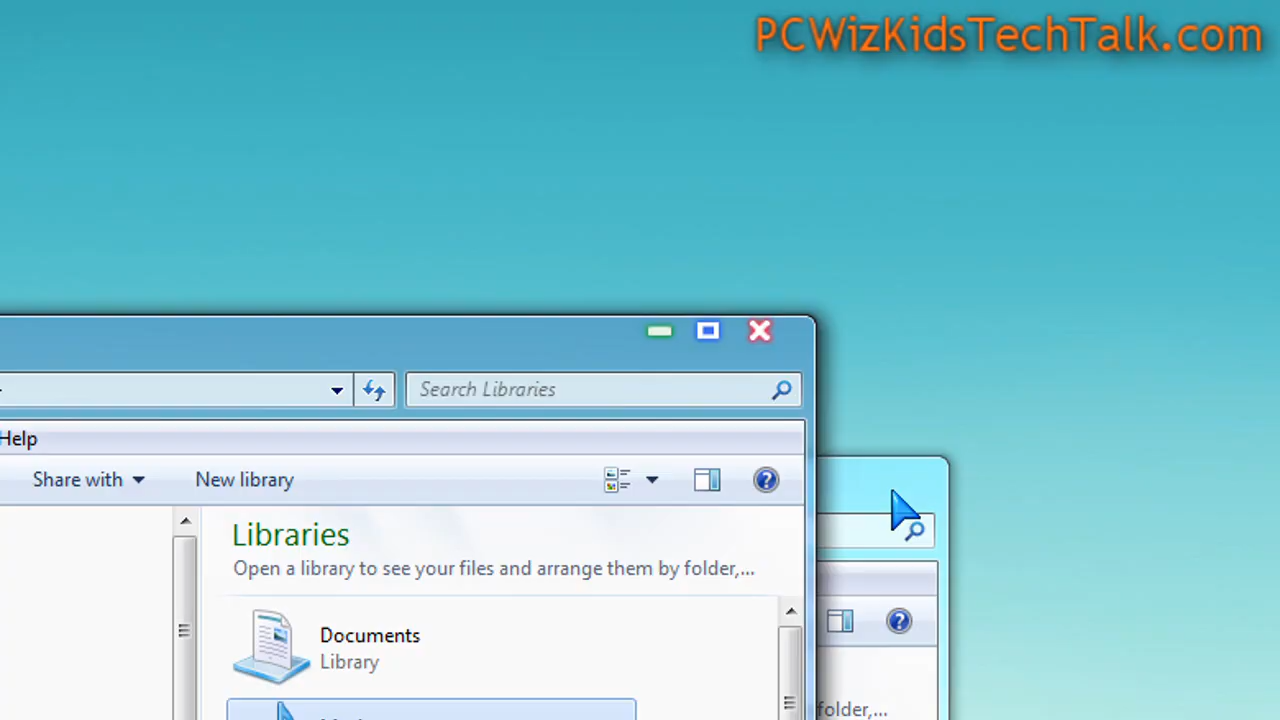 PCWizKidsTechTalk.com
Search Libraries
Help
Share with
New library
Libraries
Open a library to see your files and arrange them by folder,...
Documents
Library
folder,...